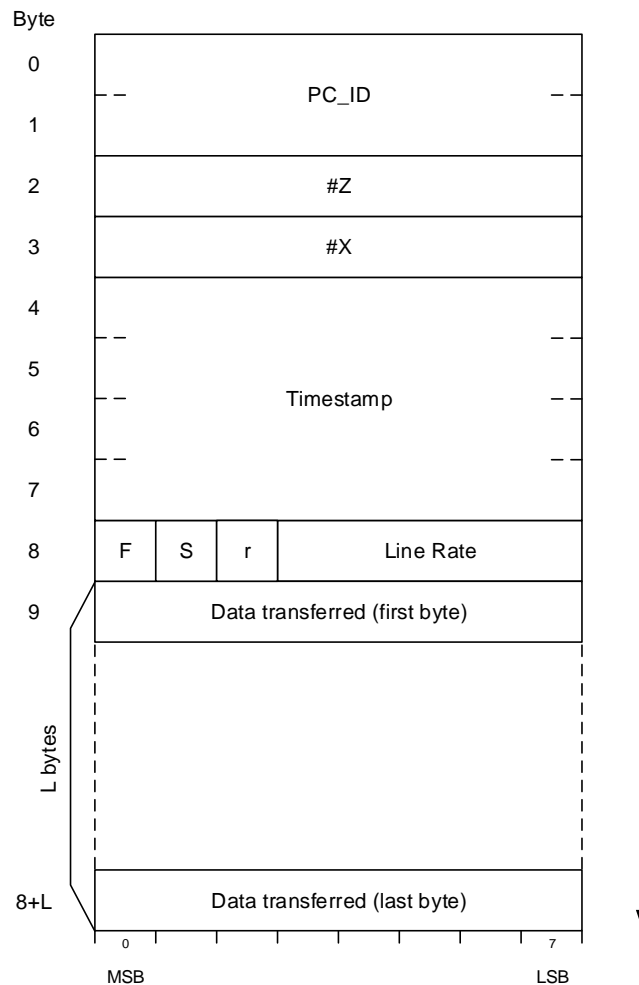 Byte
0
PC_ID
1
2 #Z
3 #X
4
5
Timestamp
6
7
8 F S r Line Rate
9 Data transferred (first byte)
L bytes
8+L Data transferred (last byte)
0 7
MSB LSB